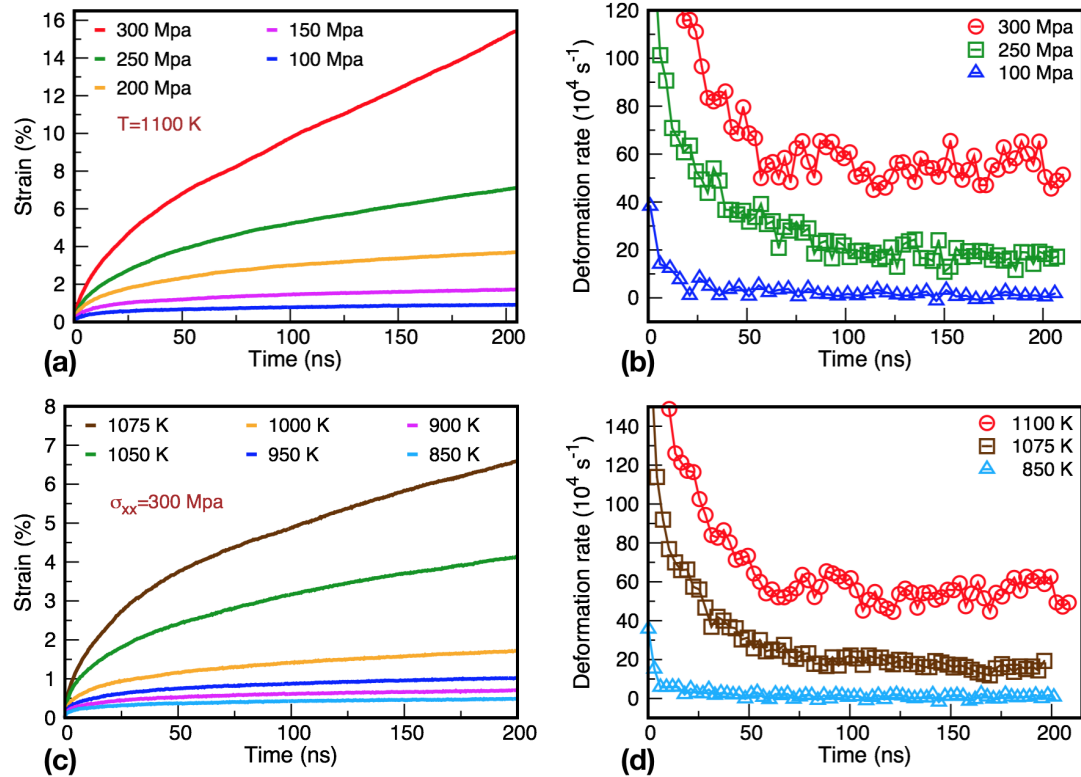 16
14
12
10
8
6
4
2
0
Strain (%)
300 Mpa
250 Mpa
200 Mpa
150 Mpa
100 Mpa
T=1100 K
0
50
100
150
200
Time (ns)
(a)
120
100
80
60
40
20
0
Deformation rate (10⁴ s⁻¹)
300 Mpa
250 Mpa
100 Mpa
0
50
100
150
200
Time (ns)
(b)
8
7
6
5
4
3
2
1
0
Strain (%)
1075 K
1050 K
1000 K
950 K
900 K
850 K
σxx=300 Mpa
0
50
100
150
200
Time (ns)
(c)
140
120
100
80
60
40
20
0
Deformation rate (10⁴ s⁻¹)
1100 K
1075 K
850 K
0
50
100
150
200
Time (ns)
(d)